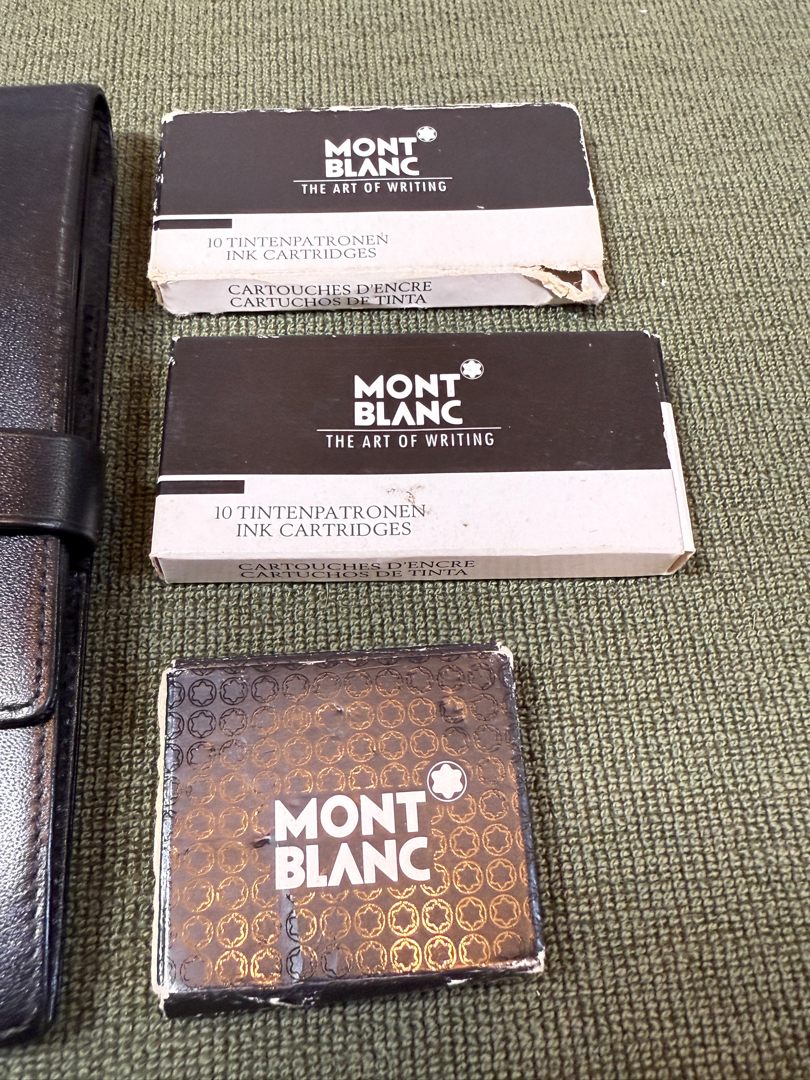 MONT
BLANC
THE ART OF WRITING
10 TINTENPATRONEN
INK CARTRIDGES
CARTOUCHES D'ENCRE
CARTUCHOS DE TINTA
MONT
BLANC
THE ART OF WRITING
10 TINTENPATRONEN
INK CARTRIDGES
CARTOUCHES D'ENCRE
CARTUCHOS DE TINTA
MONT
BLANC